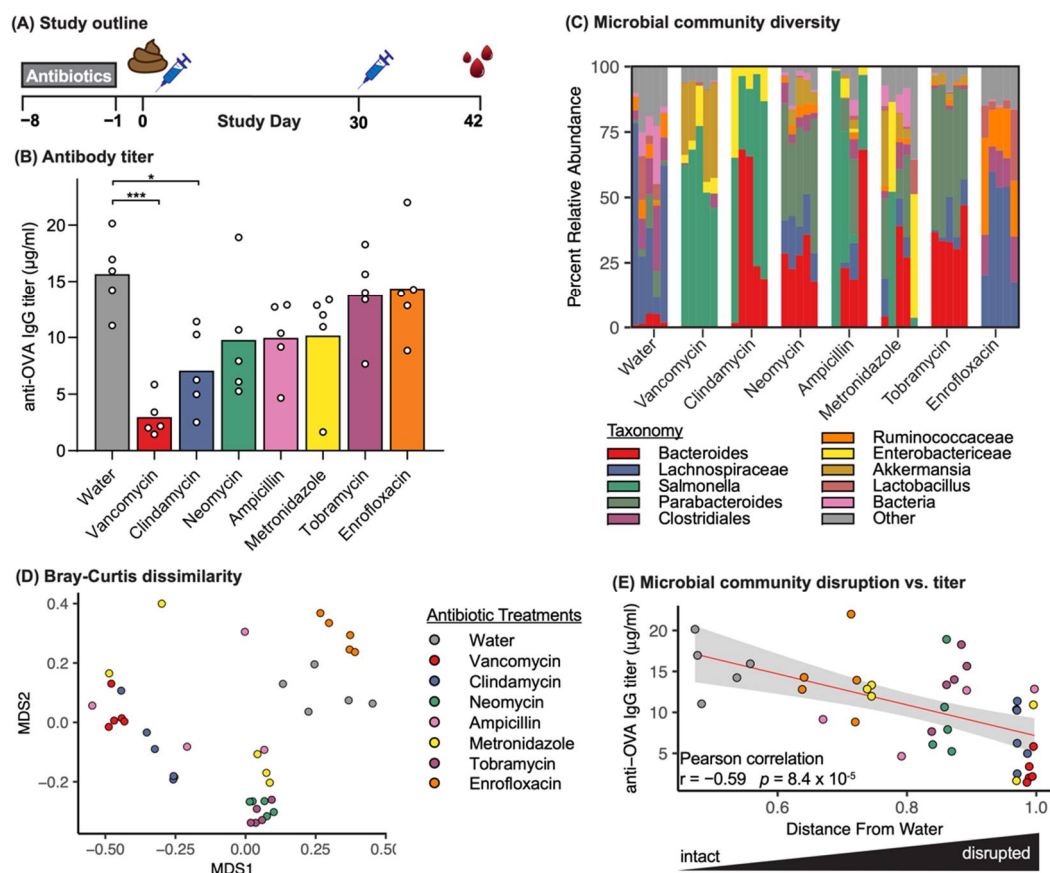 (A) Study outline
Antibiotics
−8 −1 0 Study Day 30 42
(B) Antibody titer
anti-OVA IgG titer (µg/ml)
20
15
10
5
0
*
***
Water
Vancomycin
Clindamycin
Neomycin
Ampicillin
Metronidazole
Tobramycin
Enrofloxacin
(C) Microbial community diversity
Percent Relative Abundance
100
75
50
25
0
Water
Vancomycin
Clindamycin
Neomycin
Ampicillin
Metronidazole
Tobramycin
Enrofloxacin
Taxonomy
Bacteroides
Lachnospiraceae
Salmonella
Parabacteroides
Clostridiales
Ruminococcaceae
Enterobactericeae
Akkermansia
Lactobacillus
Bacteria
Other
(D) Bray-Curtis dissimilarity
MDS2
0.4
0.2
0.0
−0.2
−0.50 −0.25 0.00 0.25 0.50
MDS1
Antibiotic Treatments
Water
Vancomycin
Clindamycin
Neomycin
Ampicillin
Metronidazole
Tobramycin
Enrofloxacin
(E) Microbial community disruption vs. titer
anti-OVA IgG titer (µg/ml)
20
15
10
5
Pearson correlation
r = −0.59 p = 8.4 x 10⁻⁵
0.6 0.8 1.0
Distance From Water
intact disrupted